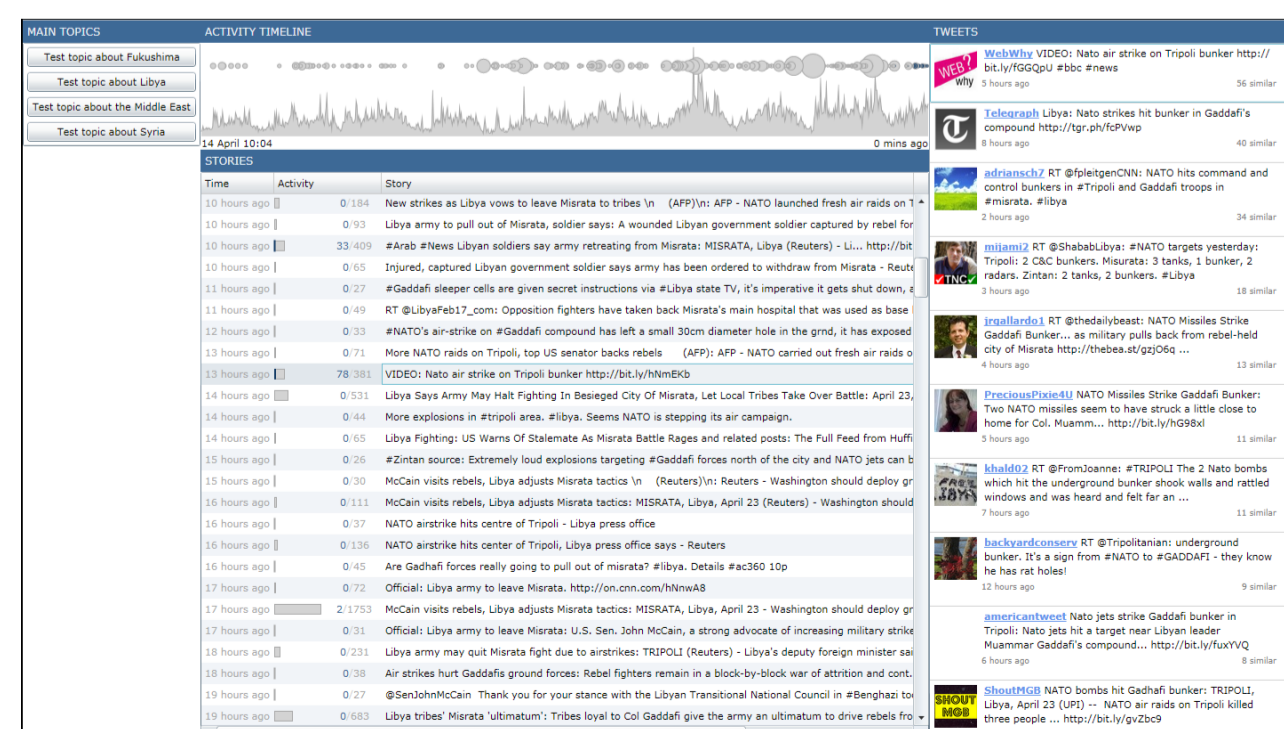 MAIN TOPICS
Test topic about Fukushima
Test topic about Libya
Test topic about the Middle East
Test topic about Syria
ACTIVITY TIMELINE
14 April 10:04
0 mins ago
STORIES
Time Activity Story
10 hours ago 0/184 New strikes as Libya vows to leave Misrata to tribes \n (AFP)\n: AFP - NATO launched fresh air raids on T
10 hours ago 0/93 Libya army to pull out of Misrata, soldier says: A wounded Libyan government soldier captured by rebel for
10 hours ago 33/409 #Arab #News Libyan soldiers say army retreating from Misrata: MISRATA, Libya (Reuters) - Li... http://bit
10 hours ago 0/65 Injured, captured Libyan government soldier says army has been ordered to withdraw from Misrata - Reute
11 hours ago 0/27 #Gaddafi sleeper cells are given secret instructions via #Libya state TV, it's imperative it gets shut down, a
11 hours ago 0/49 RT @LibyaFeb17_com: Opposition fighters have taken back Misrata's main hospital that was used as base
12 hours ago 0/33 #NATO's air-strike on #Gaddafi compound has left a small 30cm diameter hole in the grnd, it has exposed
13 hours ago 0/71 More NATO raids on Tripoli, top US senator backs rebels (AFP): AFP - NATO carried out fresh air raids o
13 hours ago 78/381 VIDEO: Nato air strike on Tripoli bunker http://bit.ly/hNmEKb
14 hours ago 0/531 Libya Says Army May Halt Fighting In Besieged City Of Misrata, Let Local Tribes Take Over Battle: April 23,
14 hours ago 0/44 More explosions in #tripoli area. #libya. Seems NATO is stepping its air campaign.
14 hours ago 0/65 Libya Fighting: US Warns Of Stalemate As Misrata Battle Rages and related posts: The Full Feed from Huffi
15 hours ago 0/26 #Zintan source: Extremely loud explosions targeting #Gaddafi forces north of the city and NATO jets can b
15 hours ago 0/30 McCain visits rebels, Libya adjusts Misrata tactics \n (Reuters)\n: Reuters - Washington should deploy gr
16 hours ago 0/111 McCain visits rebels, Libya adjusts Misrata tactics: MISRATA, Libya, April 23 (Reuters) - Washington should
16 hours ago 0/37 NATO airstrike hits centre of Tripoli - Libya press office
16 hours ago 0/136 NATO airstrike hits center of Tripoli, Libya press office says - Reuters
16 hours ago 0/45 Are Gadhafi forces really going to pull out of misrata? #libya. Details #ac360 10p
17 hours ago 0/72 Official: Libya army to leave Misrata. http://on.cnn.com/hNnwA8
17 hours ago 2/1753 McCain visits rebels, Libya adjusts Misrata tactics: MISRATA, Libya, April 23 - Washington should deploy gr
17 hours ago 0/31 Official: Libya army to leave Misrata: U.S. Sen. John McCain, a strong advocate of increasing military strike
18 hours ago 0/231 Libya army may quit Misrata fight due to airstrikes: TRIPOLI (Reuters) - Libya's deputy foreign minister sai
18 hours ago 0/38 Air strikes hurt Gaddafis ground forces: Rebel fighters remain in a block-by-block war of attrition and cont.
19 hours ago 0/27 @SenJohnMcCain Thank you for your stance with the Libyan Transitional National Council in #Benghazi to
19 hours ago 0/683 Libya tribes' Misrata 'ultimatum': Tribes loyal to Col Gaddafi give the army an ultimatum to drive rebels fro
TWEETS
WEB?
why
WebWhy VIDEO: Nato air strike on Tripoli bunker http://
bit.ly/fGGQpU #bbc #news
5 hours ago 56 similar
Telegraph Libya: Nato strikes hit bunker in Gaddafi's
compound http://tgr.ph/fcPVwp
8 hours ago 40 similar
adriansch7 RT @fpleitgenCNN: NATO hits command and
control bunkers in #Tripoli and Gaddafi troops in
#misrata. #libya
2 hours ago 34 similar
TNC
mijami2 RT @ShababLibya: #NATO targets yesterday:
Tripoli: 2 C&C bunkers. Misurata: 3 tanks, 1 bunker, 2
radars. Zintan: 2 tanks, 2 bunkers. #Libya
3 hours ago 18 similar
jrgallardo1 RT @thedailybeast: NATO Missiles Strike
Gaddafi Bunker... as military pulls back from rebel-held
city of Misrata http://thebea.st/gzjO6q ...
4 hours ago 13 similar
PreciousPixie4U NATO Missiles Strike Gaddafi Bunker:
Two NATO missiles seem to have struck a little close to
home for Col. Muamm... http://bit.ly/hG98xl
5 hours ago 11 similar
khald02 RT @FromJoanne: #TRIPOLI The 2 Nato bombs
which hit the underground bunker shook walls and rattled
windows and was heard and felt far an ...
7 hours ago 11 similar
backyardconserv RT @Tripolitanian: underground
bunker. It's a sign from #NATO to #GADDAFI - they know
he has rat holes!
12 hours ago 9 similar
americantweet Nato jets strike Gaddafi bunker in
Tripoli: Nato jets hit a target near Libyan leader
Muammar Gaddafi's compound... http://bit.ly/fuxYVQ
6 hours ago 8 similar
SHOUT
MGB
ShoutMGB NATO bombs hit Gadhafi bunker: TRIPOLI,
Libya, April 23 (UPI) -- NATO air raids on Tripoli killed
three people ... http://bit.ly/gvZbc9